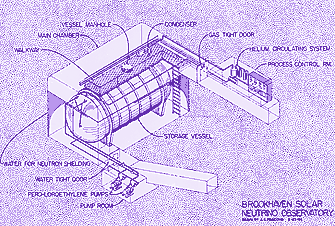 VESSEL MANHOLE
CONDENSER
MAIN CHAMBER
GAS TIGHT DOOR
WALKWAY
HELIUM CIRCULATING SYSTEM
PROCESS CONTROL RM.
STORAGE VESSEL
WATER FOR NEUTRON SHIELDING
WATER TIGHT DOOR
PERCHLOROETHYLENE PUMPS
PUMP ROOM
BROOKHAVEN SOLAR
NEUTRINO OBSERVATORY